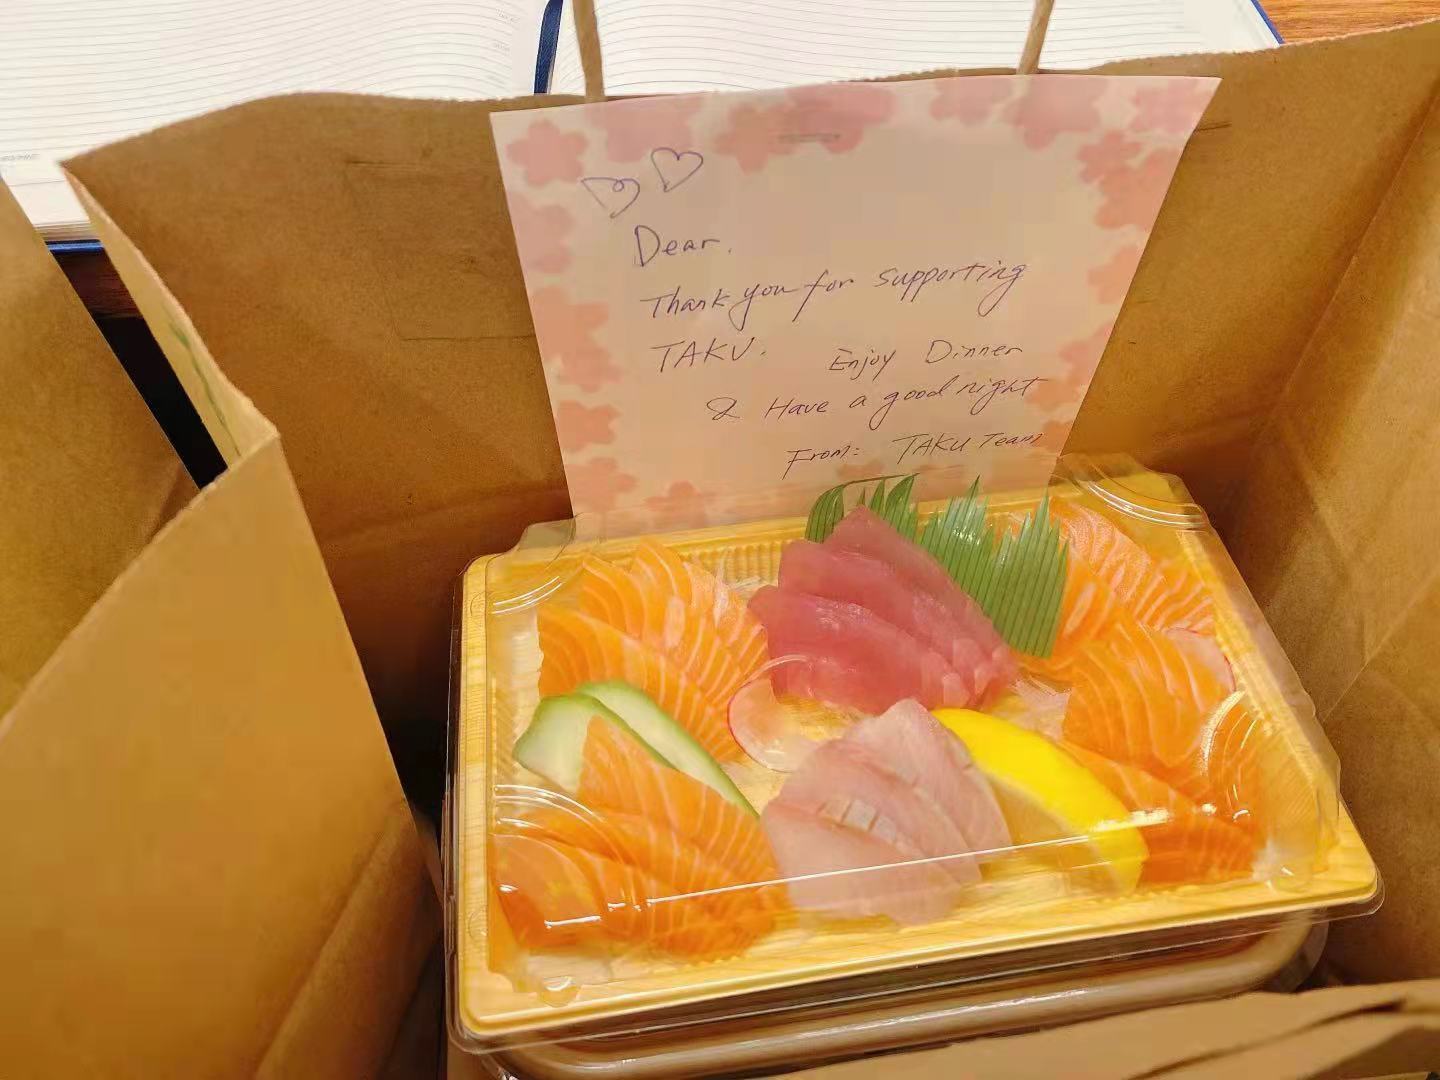 Dear.
Thank you for supporting
TAKU.
Enjoy Dinner
& Have a good night
From: TAKU Team